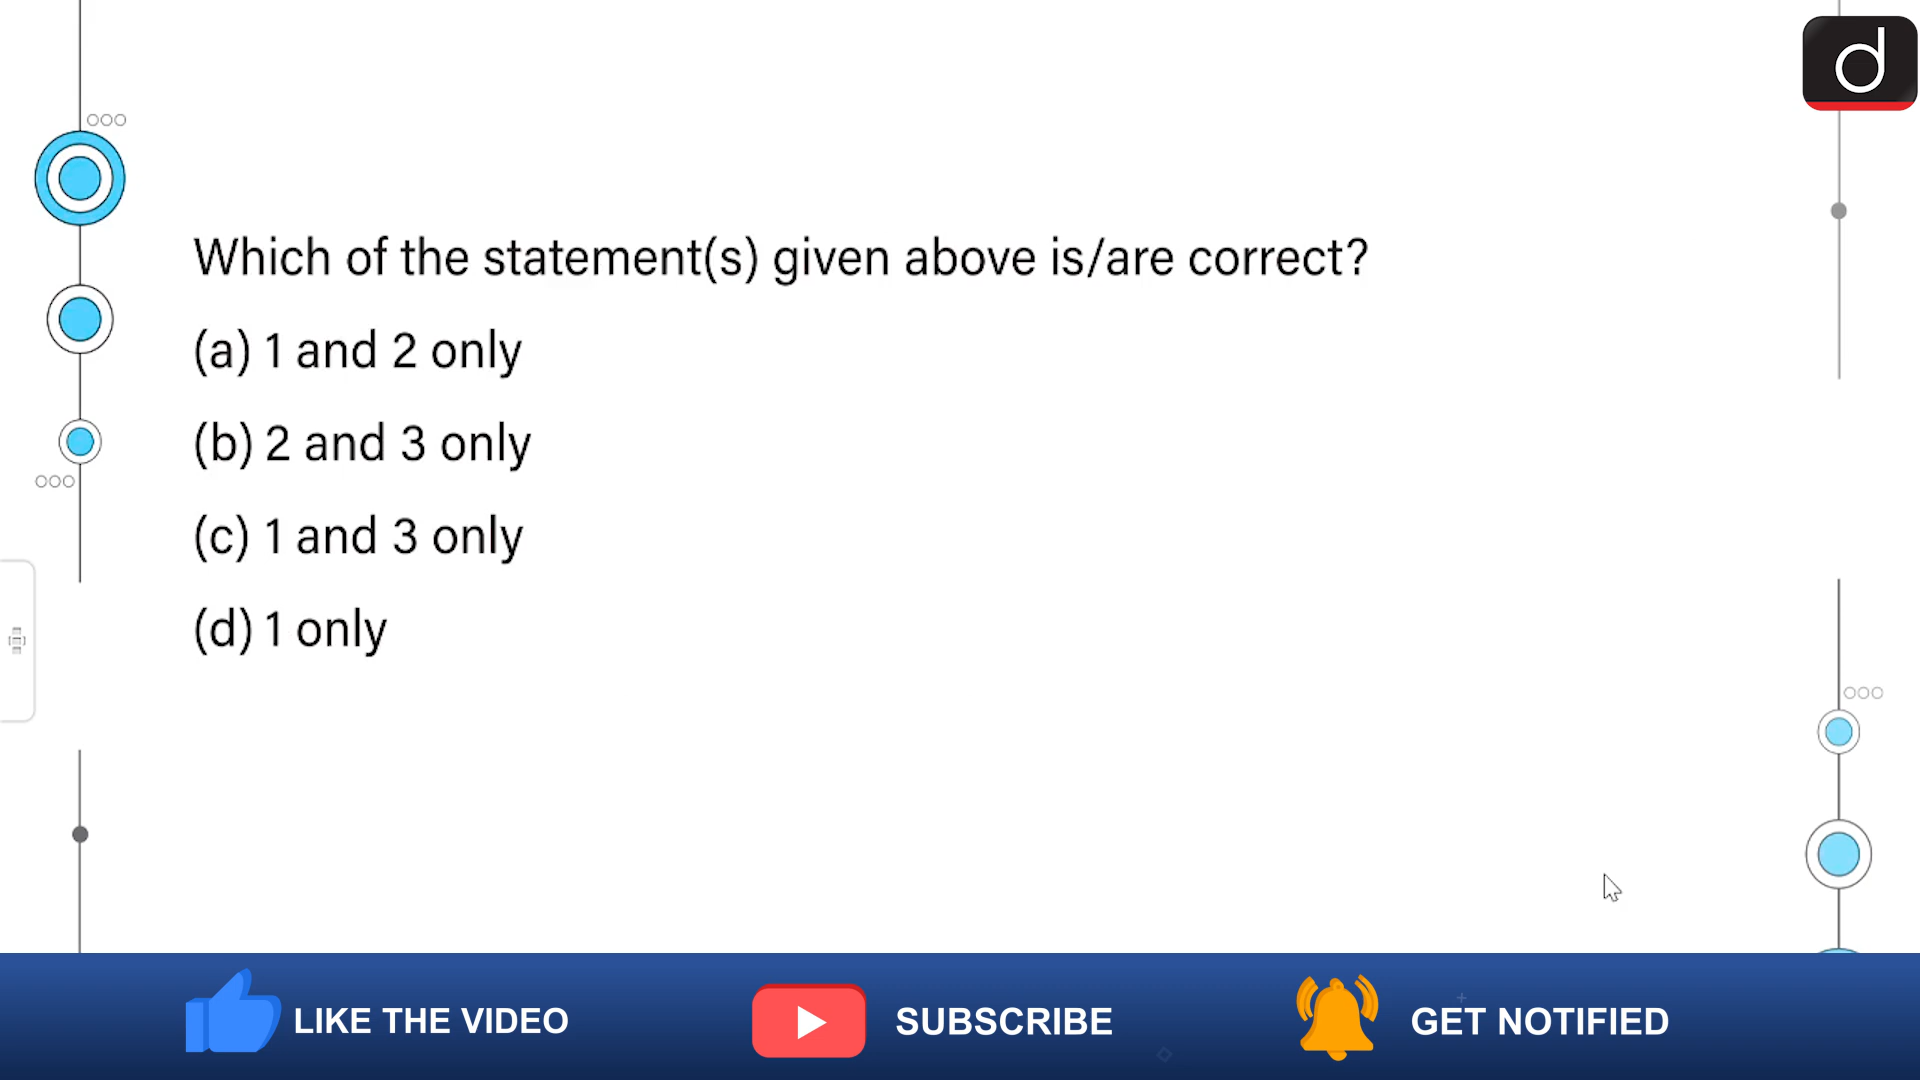 d
Which of the statement(s) given above is/are correct?
(a) 1 and 2 only
(b) 2 and 3 only
(c) 1 and 3 only
(d) 1 only
LIKE THE VIDEO
SUBSCRIBE
GET NOTIFIED